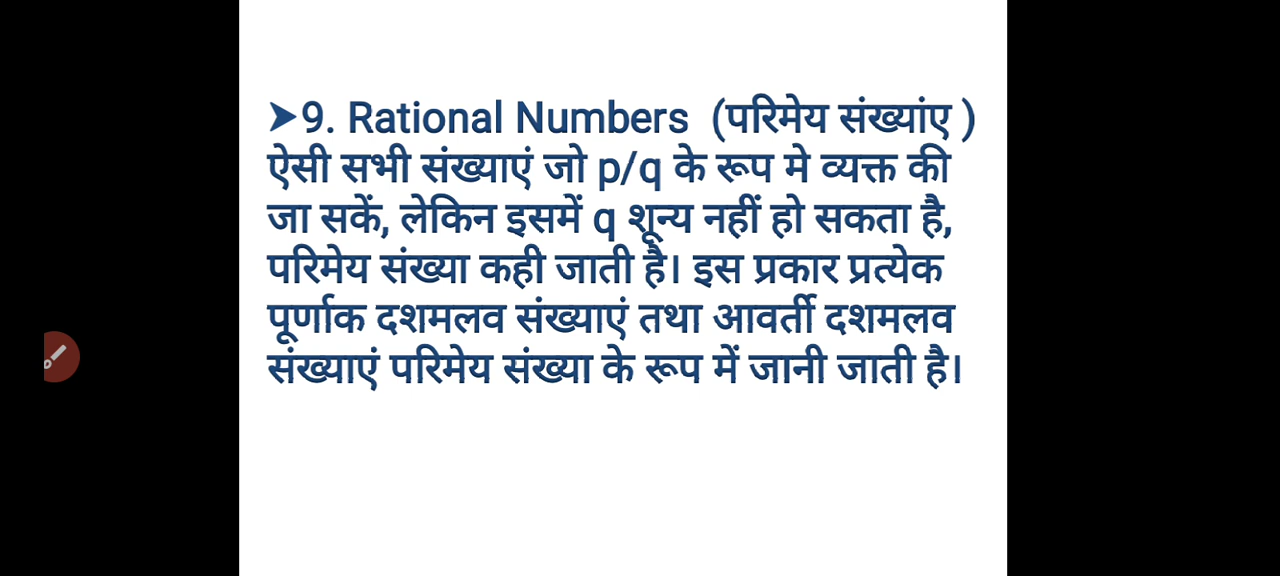 ➤9. Rational Numbers (परिमेय संख्यांए )
ऐसी सभी संख्याएं जो p/q के रूप मे व्यक्त की
जा सकें, लेकिन इसमें q शून्य नहीं हो सकता है,
परिमेय संख्या कही जाती है। इस प्रकार प्रत्येक
पूर्णाक दशमलव संख्याएं तथा आवर्ती दशमलव
संख्याएं परिमेय संख्या के रूप में जानी जाती है।